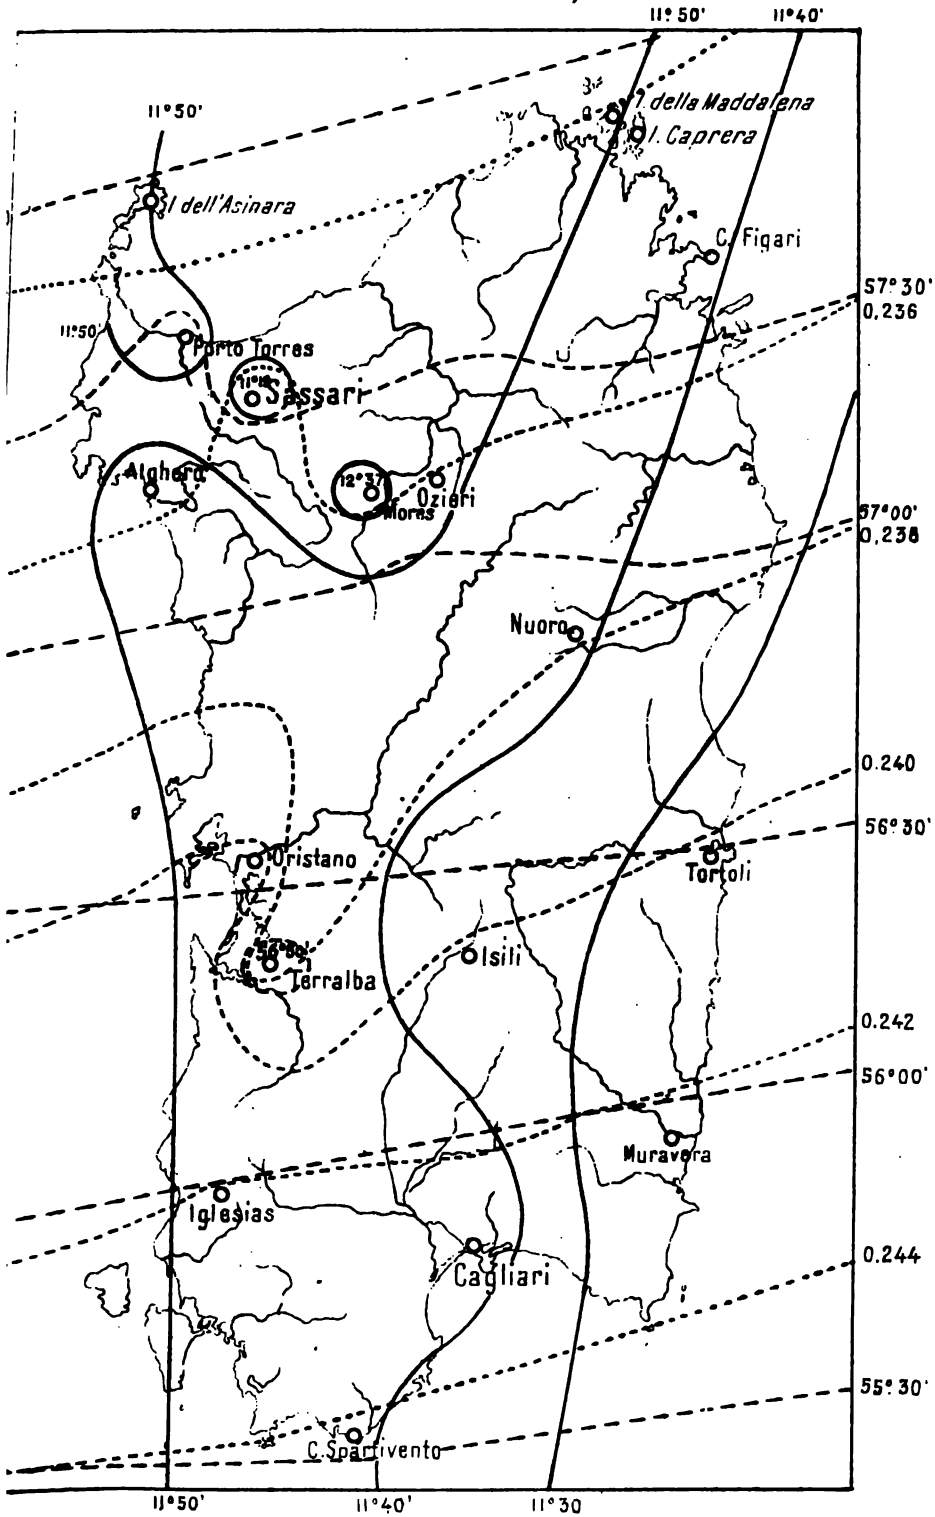 11°50' 11°40'
I. della Maddalena
11°50'
I. Caprera
I dell'Asinara
C. Figari
57°30'
0.236
11°50'
Porto Torres
Sassari
Alghero
12°37'
Ozieri
Mores
57°00'
0,238
Nuoro
0.240
56°30'
Oristano
Tortoli
Isili
Terralba
0.242
56°00'
Muravera
Iglesias
0.244
Cagliari
55°30'
C. Spartivento
11°50' 11°40' 11°30